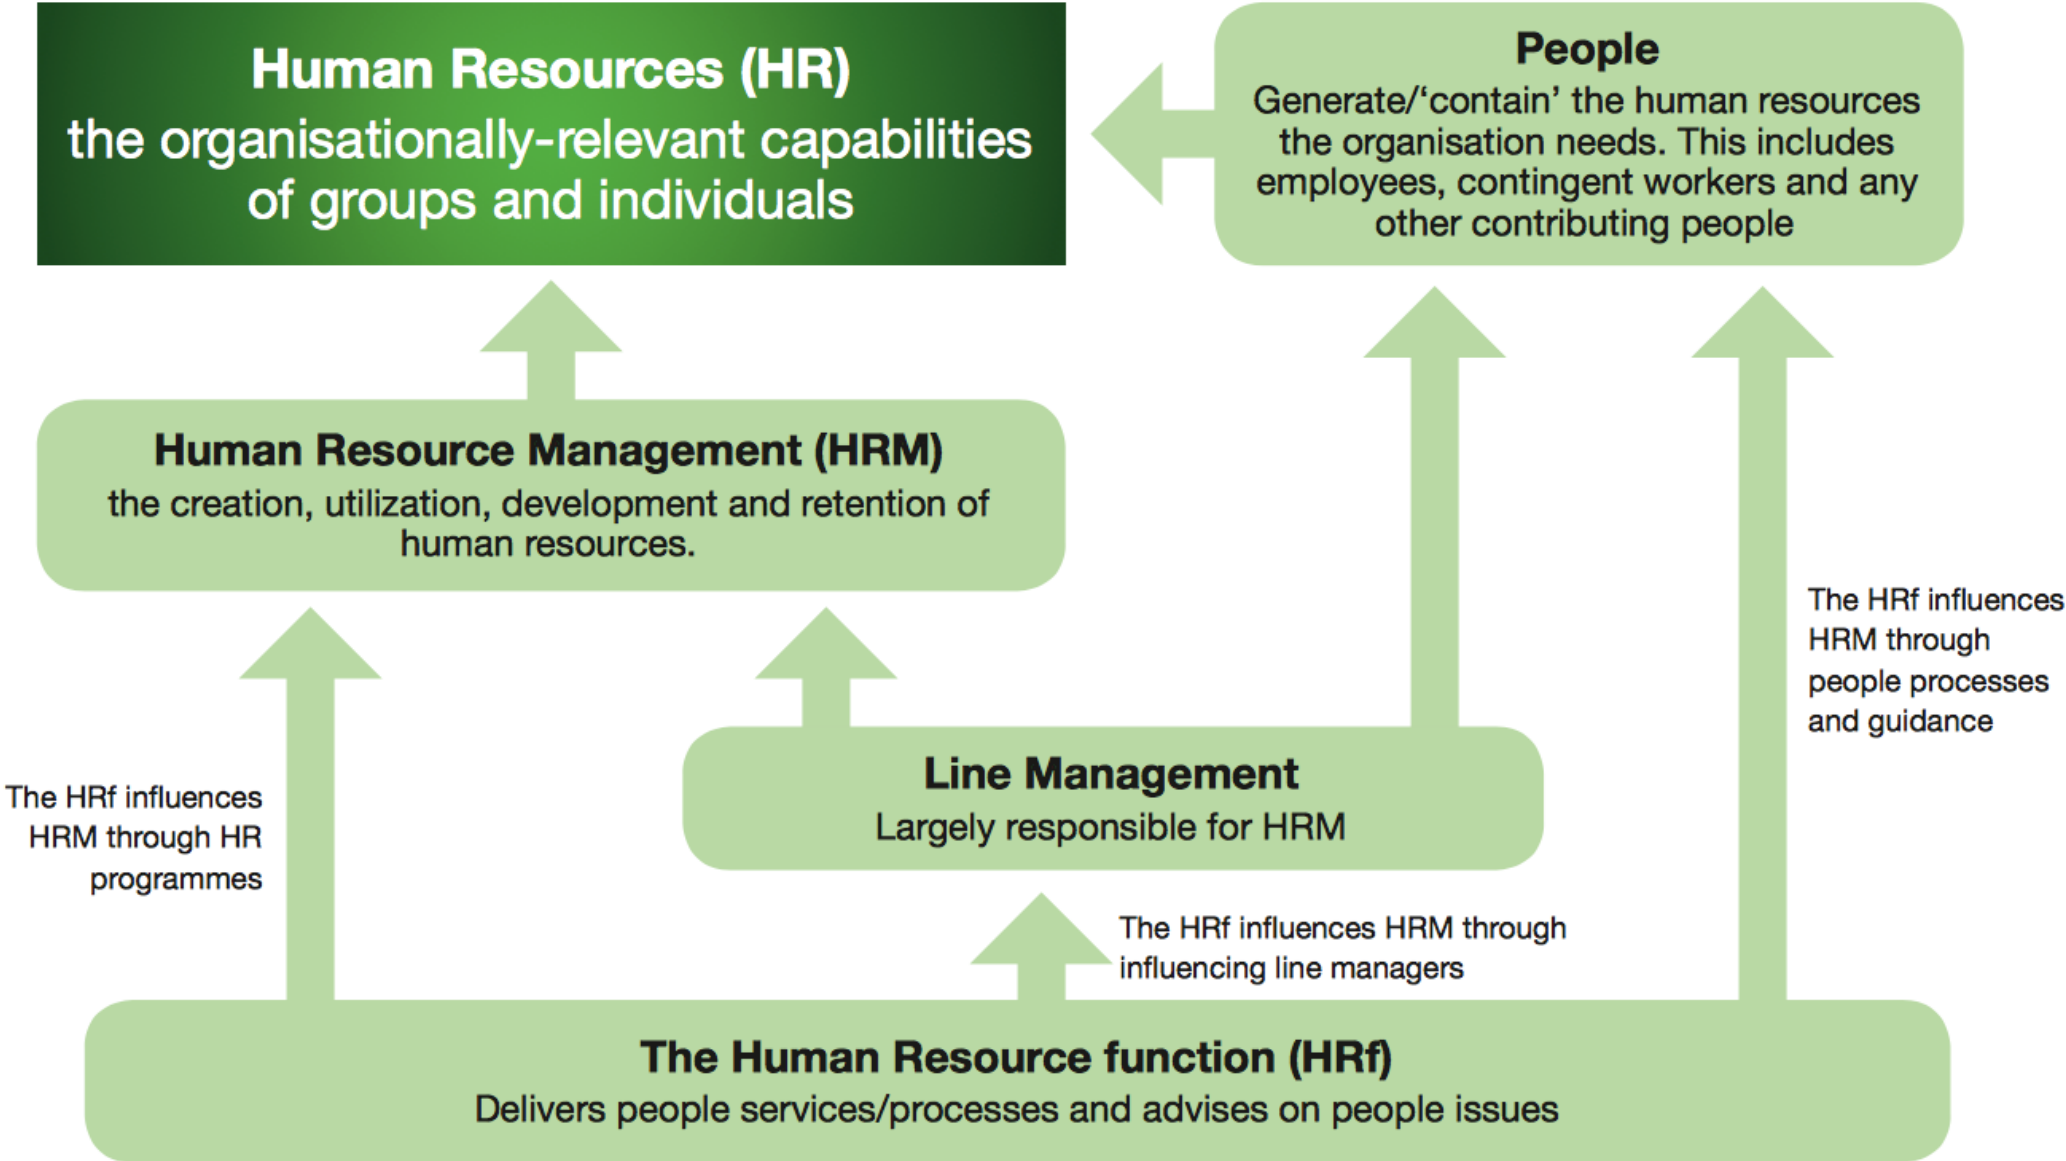 Human Resources (HR)
the organisationally-relevant capabilities
of groups and individuals
People
Generate/‘contain’ the human resources
the organisation needs. This includes
employees, contingent workers and any
other contributing people
Human Resource Management (HRM)
the creation, utilization, development and retention of
human resources.
The HRf influences
HRM through
people processes
and guidance
Line Management
Largely responsible for HRM
The HRf influences
HRM through HR
programmes
The HRf influences HRM through
influencing line managers
The Human Resource function (HRf)
Delivers people services/processes and advises on people issues